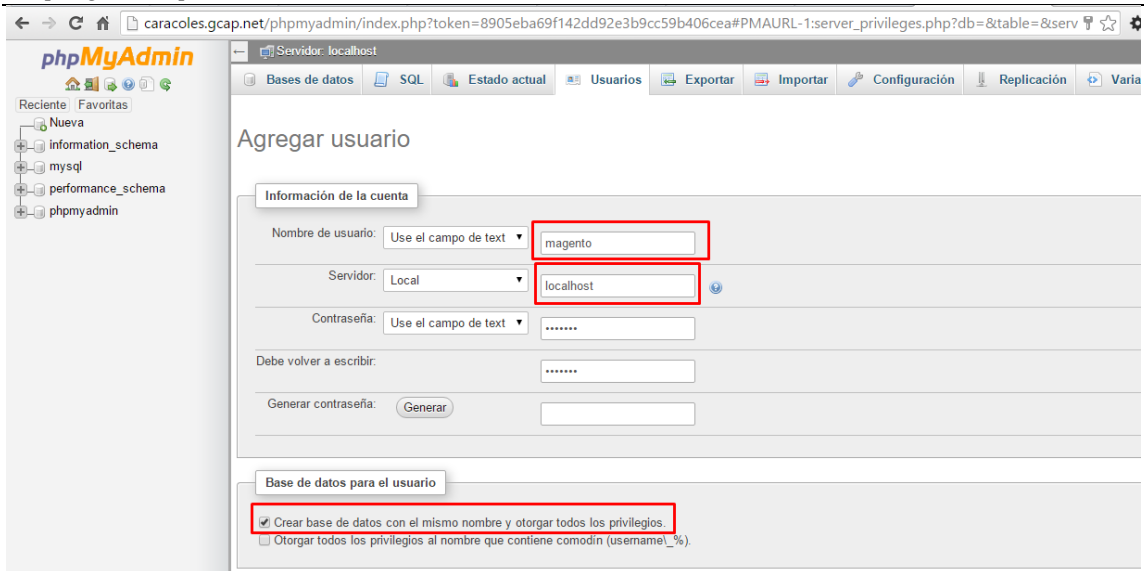 caracoles.gcap.net/phpmyadmin/index.php?token=8905eba69f142dd92e3b9cc59b406cea#PMAURL-1:server_privileges.php?db=&table=&serv
phpMyAdmin
Servidor: localhost
Bases de datos SQL Estado actual Usuarios Exportar Importar Configuración Replicación Varia
Reciente Favoritas
Nueva
information_schema
mysql
performance_schema
phpmyadmin
Agregar usuario
Información de la cuenta
Nombre de usuario: Use el campo de text magento
Servidor: Local localhost
Contraseña: Use el campo de text •••••••
Debe volver a escribir: •••••••
Generar contraseña: Generar
Base de datos para el usuario
Crear base de datos con el mismo nombre y otorgar todos los privilegios.
Otorgar todos los privilegios al nombre que contiene comodín (username\_%).